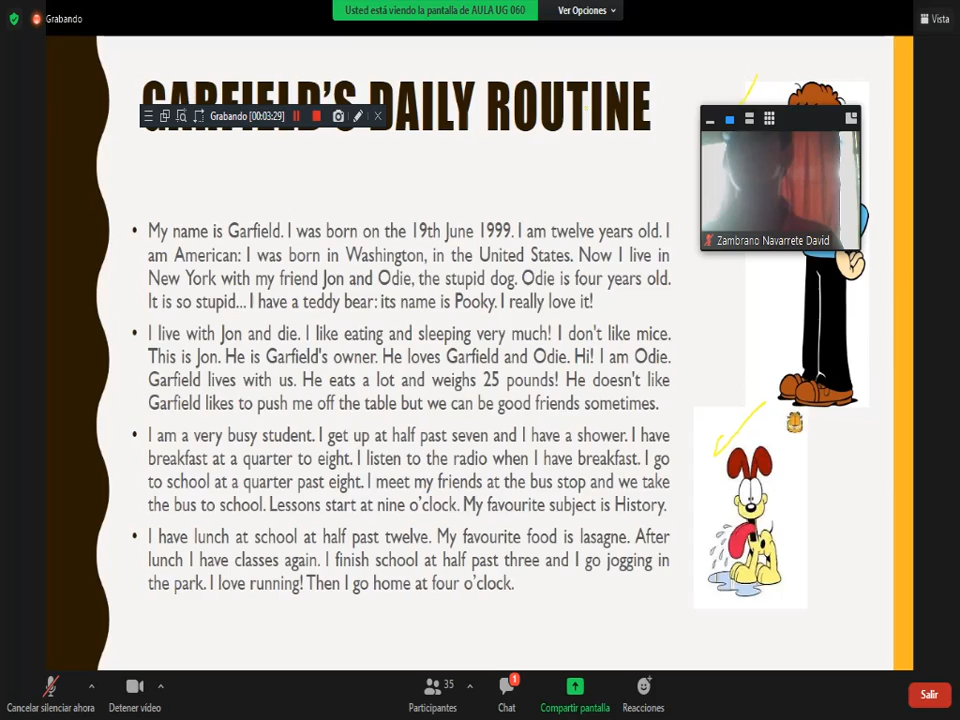 Grabando
Usted está viendo la pantalla de AULA UG 060
Ver Opciones
Vista
GARFIELD'S DAILY ROUTINE
Grabando [00:03:29]
Zambrano Navarrete David
• My name is Garfield. I was born on the 19th June 1999. I am twelve years old. I
am American: I was born in Washington, in the United States. Now I live in
New York with my friend Jon and Odie, the stupid dog. Odie is four years old.
It is so stupid... I have a teddy bear: its name is Pooky. I really love it!
• I live with Jon and die. I like eating and sleeping very much! I don't like mice.
This is Jon. He is Garfield's owner. He loves Garfield and Odie. Hi! I am Odie.
Garfield lives with us. He eats a lot and weighs 25 pounds! He doesn't like
Garfield likes to push me off the table but we can be good friends sometimes.
• I am a very busy student. I get up at half past seven and I have a shower. I have
breakfast at a quarter to eight. I listen to the radio when I have breakfast. I go
to school at a quarter past eight. I meet my friends at the bus stop and we take
the bus to school. Lessons start at nine o'clock. My favourite subject is History.
• I have lunch at school at half past twelve. My favourite food is lasagne. After
lunch I have classes again. I finish school at half past three and I go jogging in
the park. I love running! Then I go home at four o'clock.
Cancelar silenciar ahora
Detener vídeo
35
Participantes
1
Chat
Compartir pantalla
Reacciones
Salir